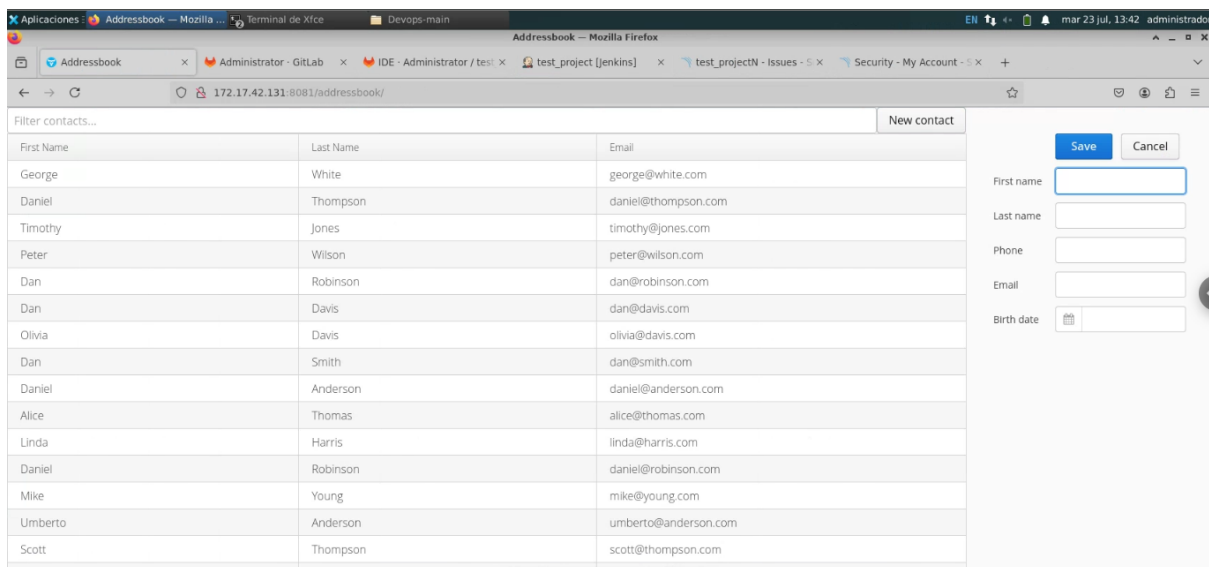 Aplicaciones Addressbook — Mozilla ... Terminal de Xfce Devops-main EN mar 23 jul, 13:42 administrador
Addressbook — Mozilla Firefox
Addressbook × Administrator - GitLab × IDE - Administrator / test × test_project [Jenkins] × test_projectN - Issues - S × Security - My Account - S × +
172.17.42.131:8081/addressbook/
Filter contacts... New contact
First Name Last Name Email Save Cancel
George White george@white.com First name
Daniel Thompson daniel@thompson.com Last name
Timothy Jones timothy@jones.com
Peter Wilson peter@wilson.com Phone
Dan Robinson dan@robinson.com Email
Dan Davis dan@davis.com Birth date
Olivia Davis olivia@davis.com
Dan Smith dan@smith.com
Daniel Anderson daniel@anderson.com
Alice Thomas alice@thomas.com
Linda Harris linda@harris.com
Daniel Robinson daniel@robinson.com
Mike Young mike@young.com
Umberto Anderson umberto@anderson.com
Scott Thompson scott@thompson.com